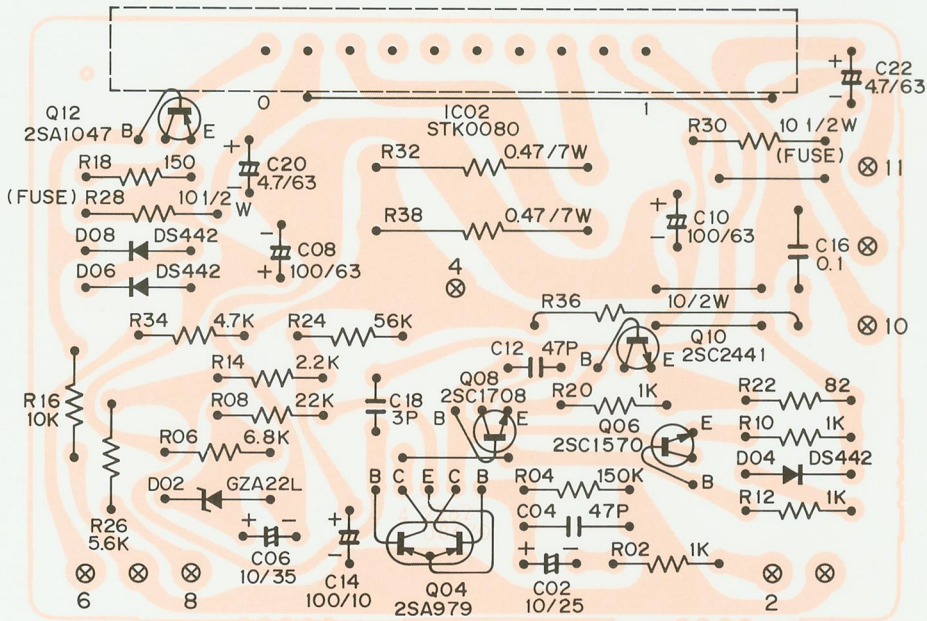 C22
4.7/63
Q12
2SA1047
B
E
0
1
IC02
STK0080
R30
10 1/2W
(FUSE)
R18
150
C20
4.7/63
W
R32
0.47/7W
11
(FUSE)
R28
10 1/2
R38
0.47/7W
C10
100/63
D08
DS442
C08
100/63
C16
0.1
D06
DS442
4
R36
10/2W
10
R34
4.7K
R24
56K
Q10
2SC2441
B
E
C12
47P
R14
2.2K
R16
10K
R08
22K
C18
3P
Q08
2SC1708
B
E
R20
1K
R22
82
R06
6.8K
Q06
2SC1570
E
B
R10
1K
D04
DS442
D02
GZA22L
B
C
E
C
B
R04
150K
R12
1K
R26
5.6K
C04
47P
C06
10/35
C14
100/10
Q04
2SA979
C02
10/25
R02
1K
6
8
2